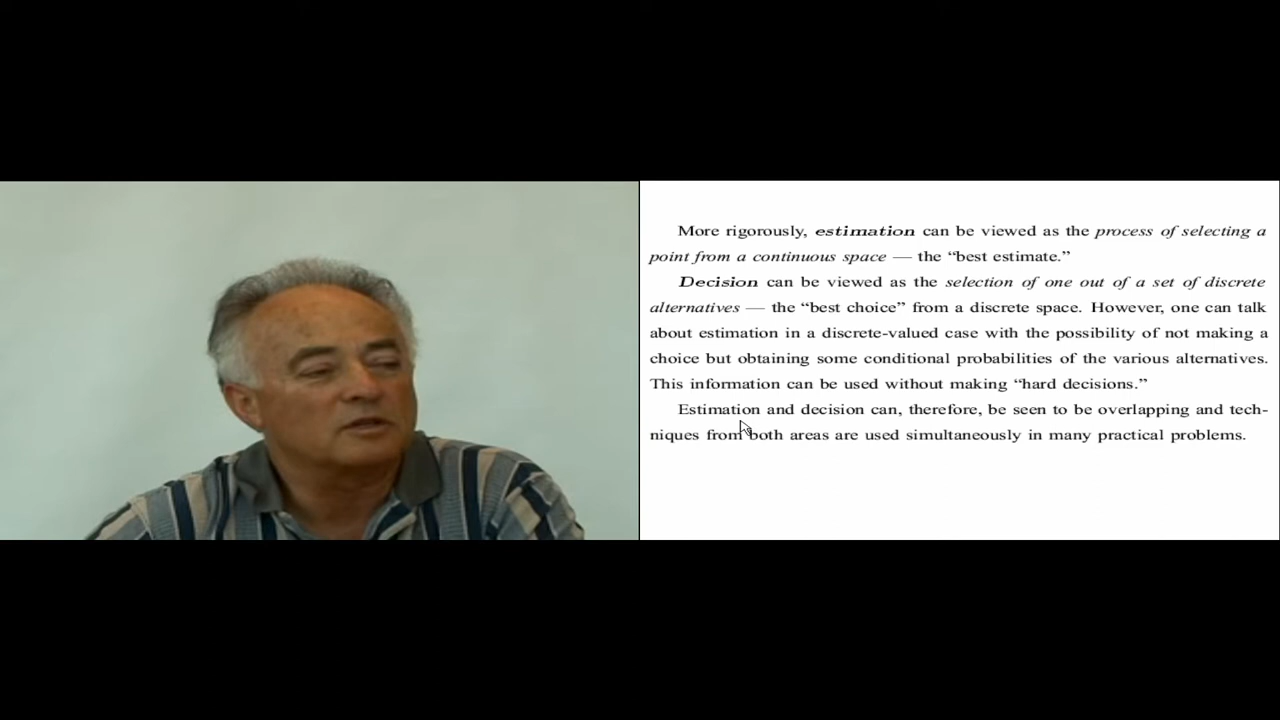 More rigorously, estimation can be viewed as the process of selecting a
point from a continuous space — the “best estimate.”
Decision can be viewed as the selection of one out of a set of discrete
alternatives — the “best choice” from a discrete space. However, one can talk
about estimation in a discrete-valued case with the possibility of not making a
choice but obtaining some conditional probabilities of the various alternatives.
This information can be used without making “hard decisions.”
Estimation and decision can, therefore, be seen to be overlapping and tech-
niques from both areas are used simultaneously in many practical problems.